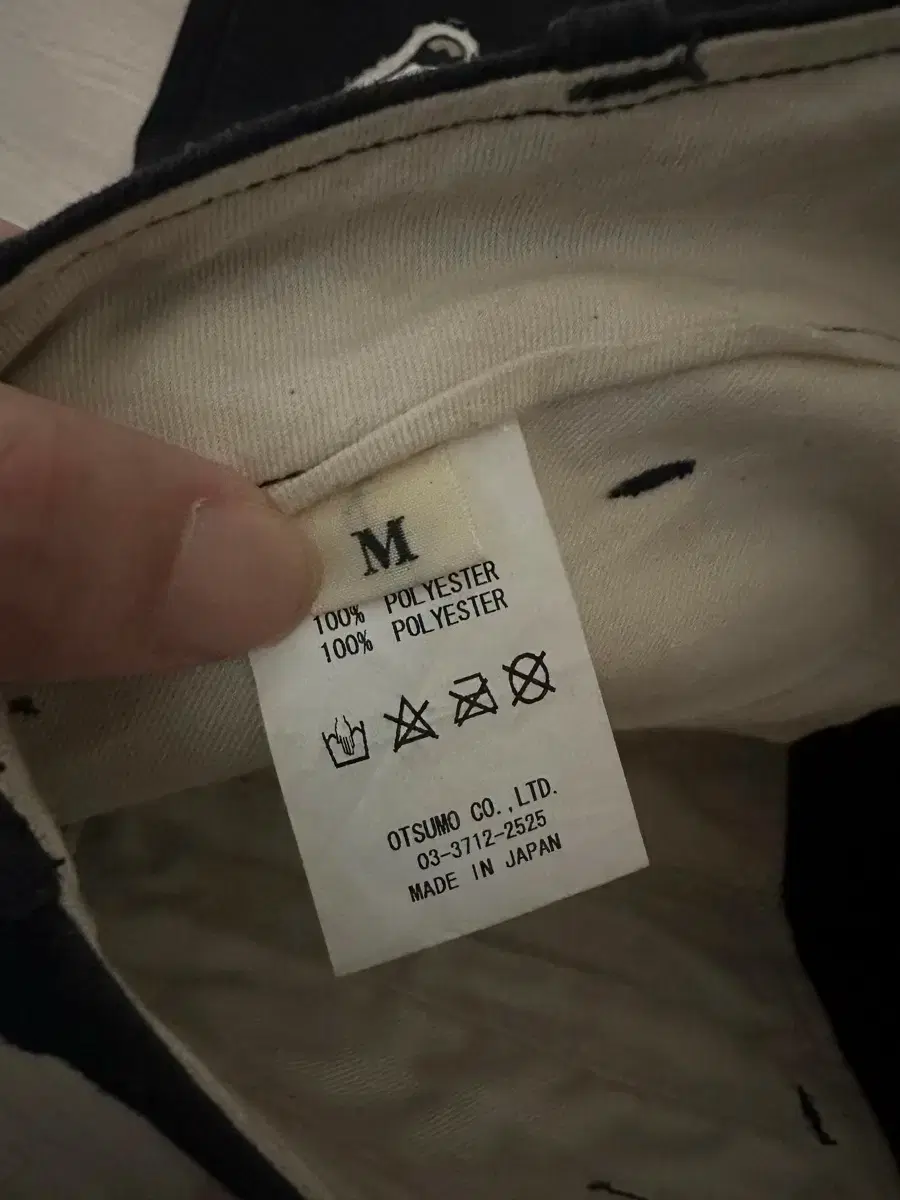 M
100% POLYESTER
100% POLYESTER
OTSUMO CO.,LTD.
03-3712-2525
MADE IN JAPAN